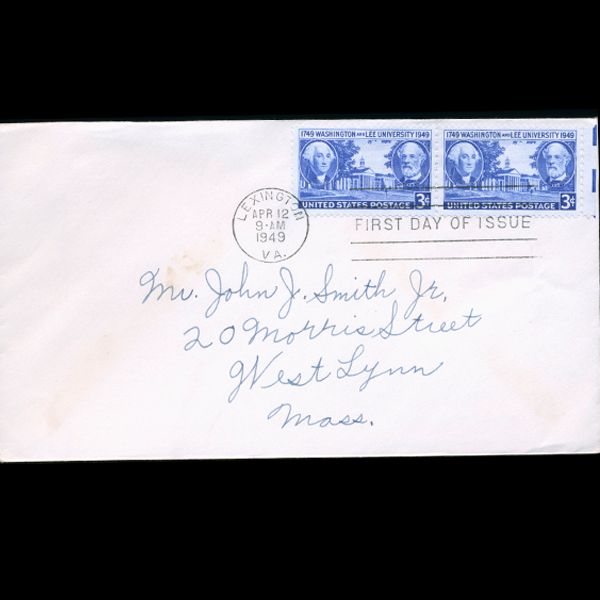 1749 WASHINGTON AND LEE UNIVERSITY 1949
UNITED STATES POSTAGE 3¢
1749 WASHINGTON AND LEE UNIVERSITY 1949
UNITED STATES POSTAGE 3¢
LEXINGTON
APR 12
9-AM
1949
VA.
FIRST DAY OF ISSUE
Mr. John J. Smith Jr.
20 Morris Street
West Lynn
Mass.